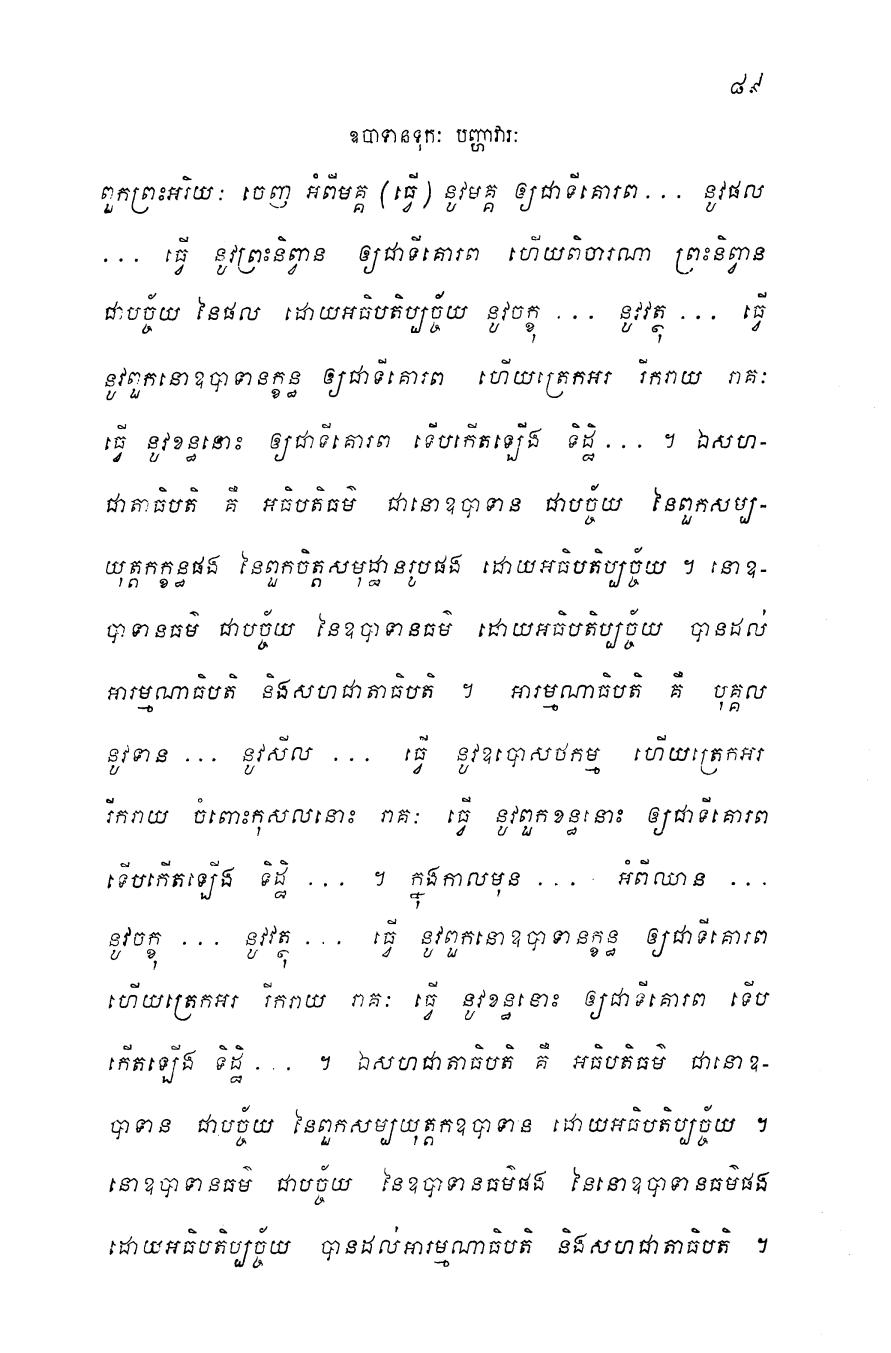 ៨៩
ឧបាទានទុកៈ បញ្ហាវារៈ
ពួកព្រះអរិយៈ ចេញ អំពីមគ្គ (ធ្វើ) នូវមគ្គ ឲ្យជាទីគោរព... នូវផល
... ធ្វើ នូវព្រះនិព្វាន ឲ្យជាទីគោរព ហើយពិចារណា ព្រះនិព្វាន
ជាបច្ច័យ នៃផល ដោយអធិបតិប្បច្ច័យ នូវចក្ខុ ... នូវវត្ថុ ... ធ្វើ
នូវពួកនោឧបាទានក្ខន្ធ ឲ្យជាទីគោរព ហើយត្រេកអរ រីករាយ រាគៈ
ធ្វើ នូវខន្ធនោះ ឲ្យជាទីគោរព ទើបកើតឡើង ទិដ្ឋិ... ។ ឯសហ-
ជាតាធិបតិ គឺ អធិបតិធម៌ ជានោឧបាទាន ជាបច្ច័យ នៃពួកសម្ប-
យុត្តកក្ខន្ធផង នៃពួកចិត្តសមុដ្ឋានរូបផង ដោយអធិបតិប្បច្ច័យ ។ នោឧ-
បាទានធម៌ ជាបច្ច័យ នៃឧបាទានធម៌ ដោយអធិបតិប្បច្ច័យ បានដល់
អារម្មណាធិបតិ និងសហជាតាធិបតិ ។ អារម្មណាធិបតិ គឺ បុគ្គល
នូវទាន ... នូវសីល ... ធ្វើ នូវឧបោសថកម្ម ហើយត្រេកអរ
រីករាយ ចំពោះកុសលនោះ រាគៈ ធ្វើ នូវពួកខន្ធនោះ ឲ្យជាទីគោរព
ទើបកើតឡើង ទិដ្ឋិ ... ។ ក្នុងកាលមុន ... អំពីឈាន ...
នូវចក្ខុ ... នូវវត្ថុ ... ធ្វើ នូវពួកនោឧបាទានក្ខន្ធ ឲ្យជាទីគោរព
ហើយត្រេកអរ រីករាយ រាគៈ ធ្វើ នូវខន្ធនោះ ឲ្យជាទីគោរព ទើប
កើតឡើង ទិដ្ឋិ ... ។ ឯសហជាតាធិបតិ គឺ អធិបតិធម៌ ជានោឧ-
បាទាន ជាបច្ច័យ នៃពួកសម្បយុត្តកឧបាទាន ដោយអធិបតិប្បច្ច័យ ។
នោឧបាទានធម៌ ជាបច្ច័យ នៃឧបាទានធម៌ផង នៃនោឧបាទានធម៌ផង
ដោយអធិបតិប្បច្ច័យ បានដល់អារម្មណាធិបតិ និងសហជាតាធិបតិ ។